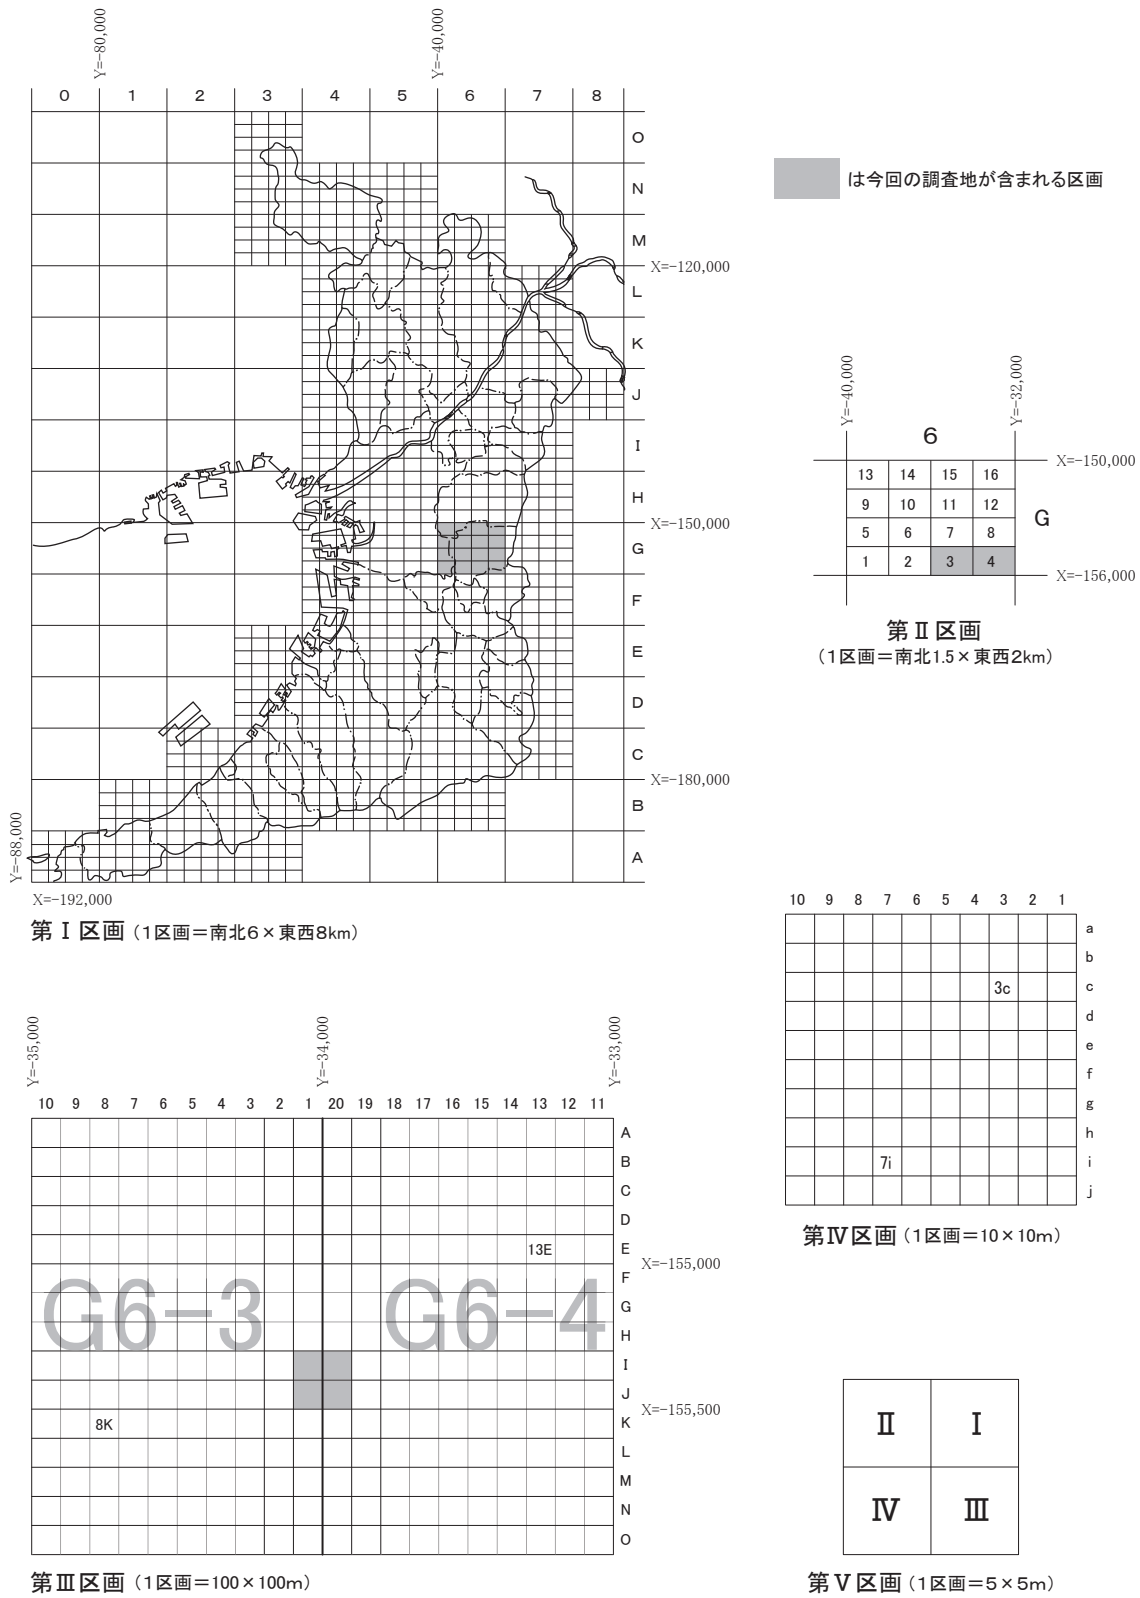 Y=-80,000
Y=-40,000
0 1 2 3 4 5 6 7 8
O
N
M
X=-120,000
L
K
J
I
H
X=-150,000
G
F
E
D
C
X=-180,000
B
A
Y=-88,000
X=-192,000
第Ⅰ区画（1区画＝南北6×東西8km）
は今回の調査地が含まれる区画
Y=-40,000
Y=-32,000
6
X=-150,000
13 14 15 16
9 10 11 12
G
5 6 7 8
1 2 3 4
X=-156,000
第Ⅱ区画
（1区画＝南北1.5×東西2km）
Y=-35,000
Y=-34,000
Y=-33,000
10 9 8 7 6 5 4 3 2 1 20 19 18 17 16 15 14 13 12 11
A
B
C
D
13E E
X=-155,000
F
G6-3 G6-4 G
H
I
J
X=-155,500
8K K
L
M
N
O
第Ⅲ区画（1区画＝100×100m）
10 9 8 7 6 5 4 3 2 1
a
b
3c c
d
e
f
g
h
7i i
j
第Ⅳ区画（1区画＝10×10m）
Ⅱ Ⅰ
Ⅳ Ⅲ
第Ⅴ区画（1区画＝5×5m）